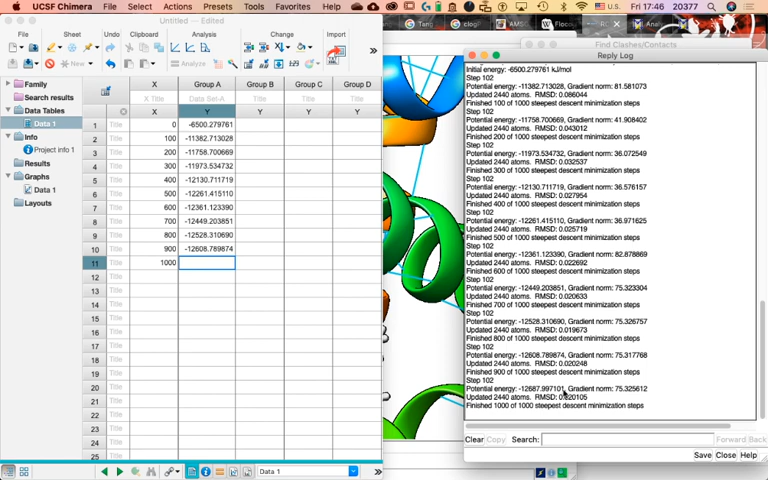 UCSF Chimera File Select Actions Presets Tools Favorites Help Fri 17:46 20377
Untitled — Edited
Tang clog AMS Floc Analy
Find Clashes/Contacts
Reply Log
File Sheet Undo Clipboard Analysis Change Import
New Analyze
Family
Search results
Data Tables
Data 1
Info
Project info 1
Results
Graphs
Data 1
Layouts
X Group A Group B Group C Group D
X Title Data Set-A Title Title Title
X Y Y Y Y
1 Title 0 -6500.279761
2 Title 100 -11382.713028
3 Title 200 -11758.700669
4 Title 300 -11973.534732
5 Title 400 -12130.711719
6 Title 500 -12261.415110
7 Title 600 -12361.123390
8 Title 700 -12449.203851
9 Title 800 -12528.310690
10 Title 900 -12608.789874
11 Title 1000
12 Title
13 Title
14 Title
15 Title
16 Title
17 Title
18 Title
19 Title
20 Title
21 Title
22 Title
23 Title
24 Title
25 Title
Data 1
Initial energy: -6500.279761 kJ/mol
Step 102
Potential energy: -11382.713028, Gradient norm: 81.581073
Updated 2440 atoms. RMSD: 0.086044
Finished 100 of 1000 steepest descent minimization steps
Step 102
Potential energy: -11758.700669, Gradient norm: 41.908402
Updated 2440 atoms. RMSD: 0.043012
Finished 200 of 1000 steepest descent minimization steps
Step 102
Potential energy: -11973.534732, Gradient norm: 36.072549
Updated 2440 atoms. RMSD: 0.032537
Finished 300 of 1000 steepest descent minimization steps
Step 102
Potential energy: -12130.711719, Gradient norm: 36.576157
Updated 2440 atoms. RMSD: 0.027954
Finished 400 of 1000 steepest descent minimization steps
Step 102
Potential energy: -12261.415110, Gradient norm: 36.971625
Updated 2440 atoms. RMSD: 0.025719
Finished 500 of 1000 steepest descent minimization steps
Step 102
Potential energy: -12361.123390, Gradient norm: 82.878869
Updated 2440 atoms. RMSD: 0.022692
Finished 600 of 1000 steepest descent minimization steps
Step 102
Potential energy: -12449.203851, Gradient norm: 75.323304
Updated 2440 atoms. RMSD: 0.020633
Finished 700 of 1000 steepest descent minimization steps
Step 102
Potential energy: -12528.310690, Gradient norm: 75.326757
Updated 2440 atoms. RMSD: 0.019673
Finished 800 of 1000 steepest descent minimization steps
Step 102
Potential energy: -12608.789874, Gradient norm: 75.317768
Updated 2440 atoms. RMSD: 0.020248
Finished 900 of 1000 steepest descent minimization steps
Step 102
Potential energy: -12687.997101, Gradient norm: 75.325612
Updated 2440 atoms. RMSD: 0.020105
Finished 1000 of 1000 steepest descent minimization steps
Clear Copy Search: Forward Back
Save Close Help